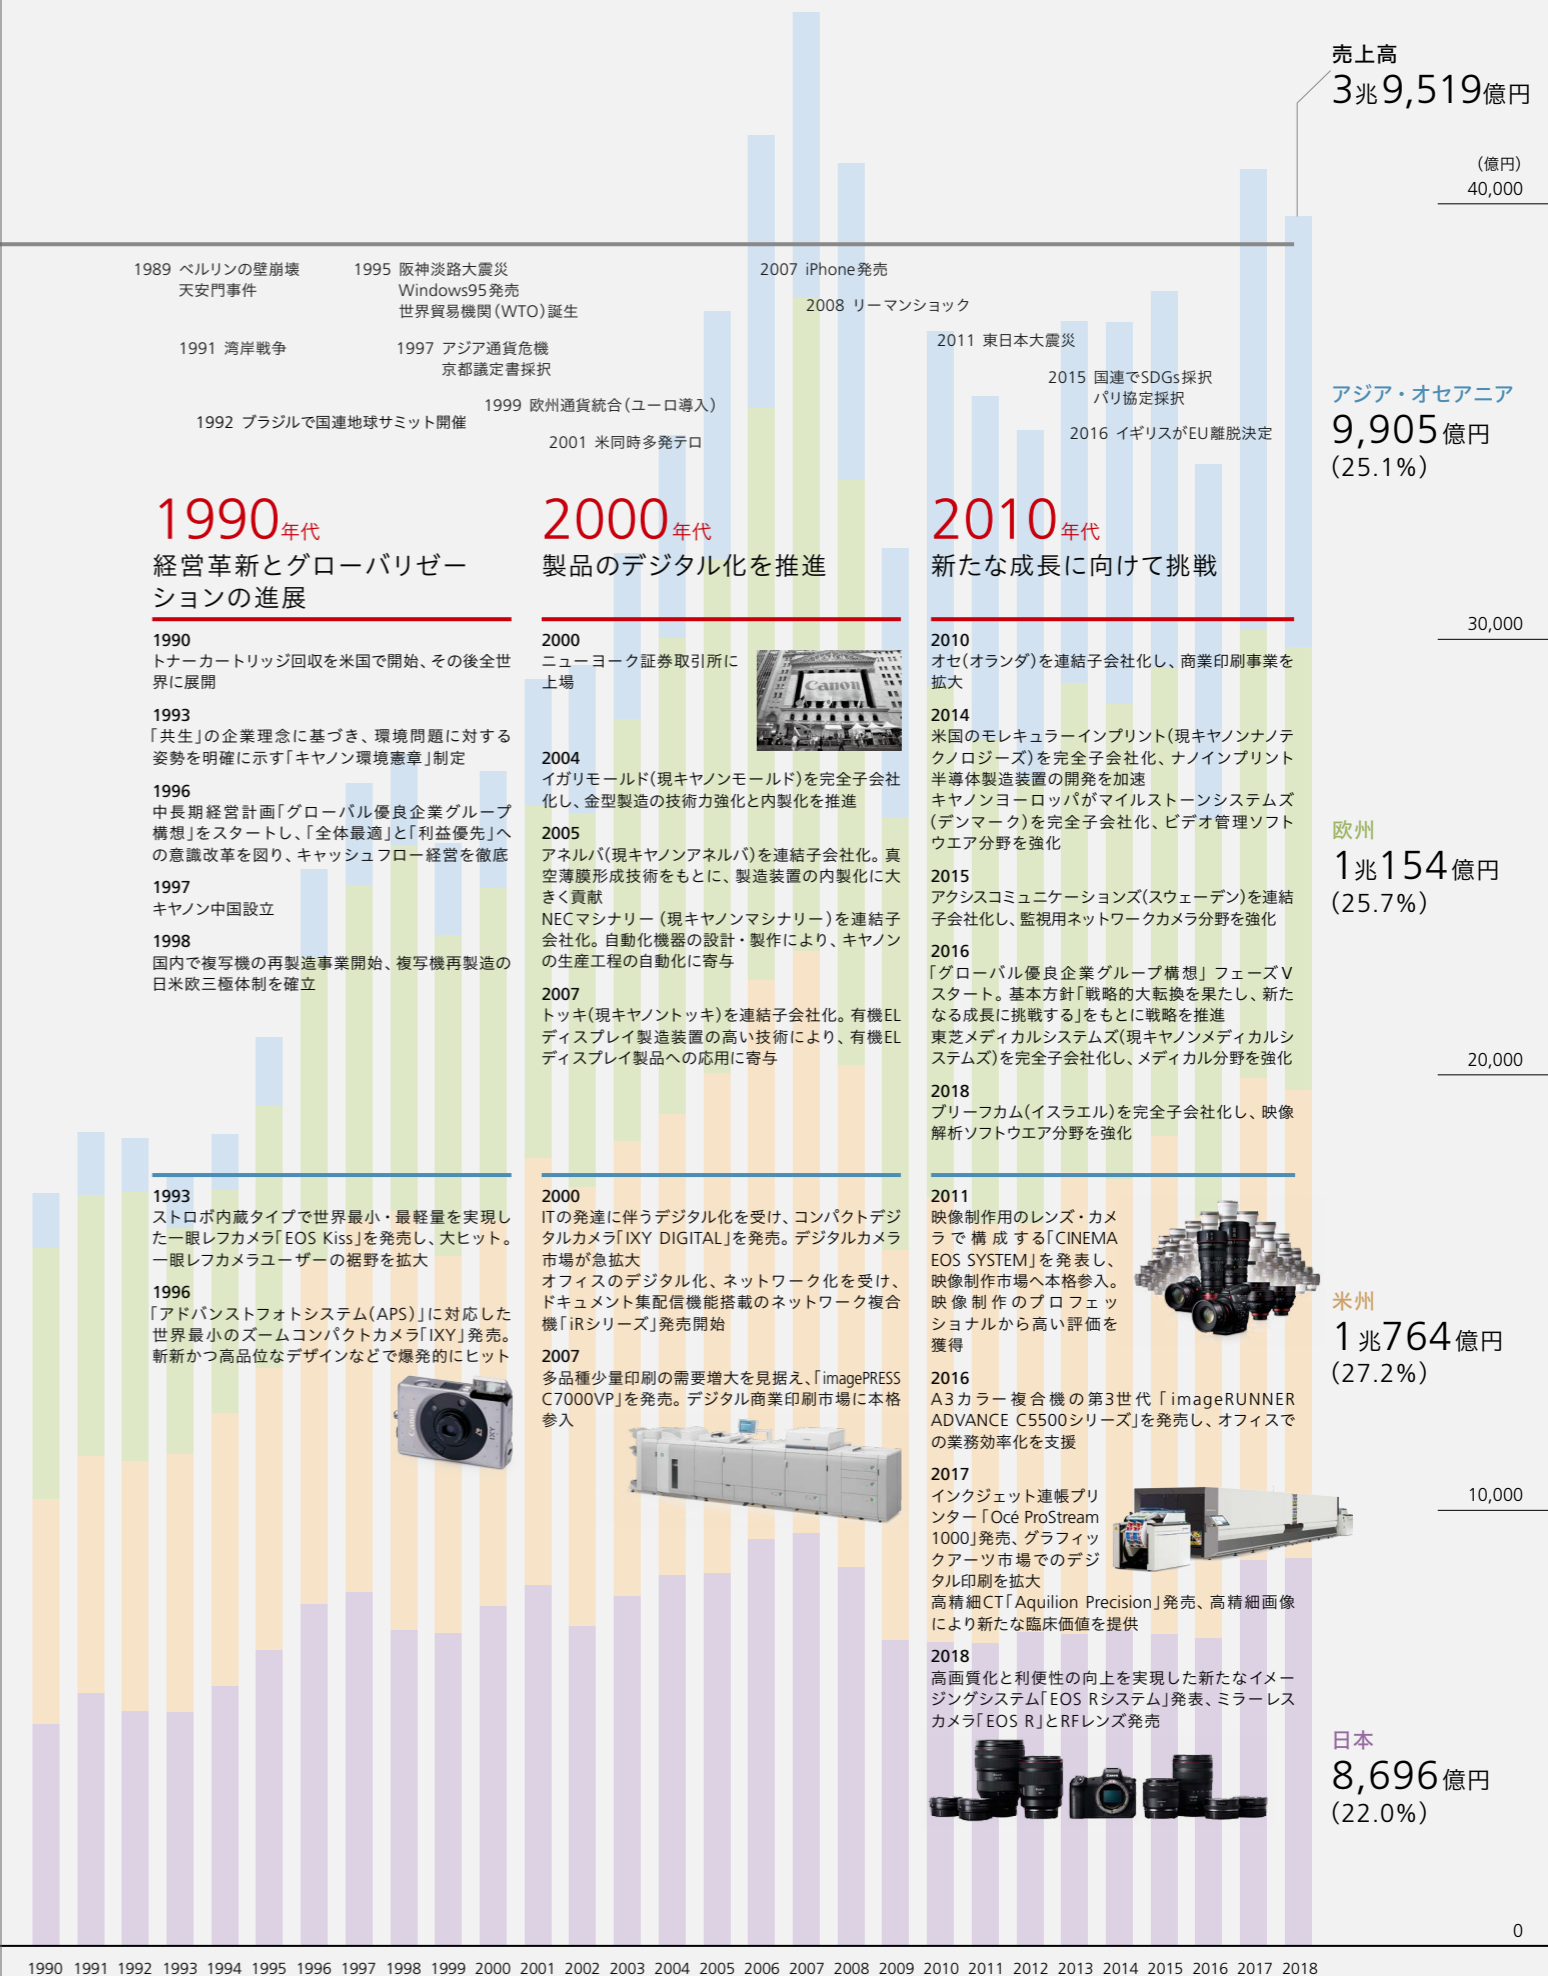 売上高
3兆9,519億円
（億円）
40,000
1989 ベルリンの壁崩壊
天安門事件
1991 湾岸戦争
1992 ブラジルで国連地球サミット開催
1995 阪神淡路大震災
Windows95発売
世界貿易機関（WTO）誕生
1997 アジア通貨危機
京都議定書採択
1999 欧州通貨統合（ユーロ導入）
2001 米同時多発テロ
2007 iPhone発売
2008 リーマンショック
2011 東日本大震災
2015 国連でSDGs採択
パリ協定採択
2016 イギリスがEU離脱決定
アジア・オセアニア
9,905億円
（25.1%）
30,000
欧州
1兆154億円
（25.7%）
20,000
米州
1兆764億円
（27.2%）
10,000
日本
8,696億円
（22.0%）
0
1990年代
経営革新とグローバリゼー
ションの進展
1990
トナーカートリッジ回収を米国で開始、その後全世
界に展開
1993
「共生」の企業理念に基づき、環境問題に対する
姿勢を明確に示す「キヤノン環境憲章」制定
1996
中長期経営計画「グローバル優良企業グループ
構想」をスタートし、「全体最適」と「利益優先」へ
の意識改革を図り、キャッシュフロー経営を徹底
1997
キヤノン中国設立
1998
国内で複写機の再製造事業開始、複写機再製造の
日米欧三極体制を確立
1993
ストロボ内蔵タイプで世界最小・最軽量を実現し
た一眼レフカメラ「EOS Kiss」を発売し、大ヒット。
一眼レフカメラユーザーの裾野を拡大
1996
「アドバンストフォトシステム(APS)」に対応した
世界最小のズームコンパクトカメラ「IXY」発売。
斬新かつ高品位なデザインなどで爆発的にヒット
Canon
IXY
2000年代
製品のデジタル化を推進
2000
ニューヨーク証券取引所に
上場
Canon
2004
イガリモールド(現キヤノンモールド)を完全子会社
化し、金型製造の技術力強化と内製化を推進
2005
アネルバ(現キヤノンアネルバ)を連結子会社化。真
空薄膜形成技術をもとに、製造装置の内製化に大
きく貢献
NECマシナリー (現キヤノンマシナリー)を連結子
会社化。自動化機器の設計・製作により、キヤノン
の生産工程の自動化に寄与
2007
トッキ(現キヤノントッキ)を連結子会社化。有機EL
ディスプレイ製造装置の高い技術により、有機EL
ディスプレイ製品への応用に寄与
2000
ITの発達に伴うデジタル化を受け、コンパクトデジ
タルカメラ「IXY DIGITAL」を発売。デジタルカメラ
市場が急拡大
オフィスのデジタル化、ネットワーク化を受け、
ドキュメント集配信機能搭載のネットワーク複合
機「iRシリーズ」発売開始
2007
多品種少量印刷の需要増大を見据え、「imagePRESS
C7000VP」を発売。デジタル商業印刷市場に本格
参入
2010年代
新たな成長に向けて挑戦
2010
オセ(オランダ)を連結子会社化し、商業印刷事業を
拡大
2014
米国のモレキュラーインプリント(現キヤノンナノテ
クノロジーズ)を完全子会社化、ナノインプリント
半導体製造装置の開発を加速
キヤノンヨーロッパがマイルストーンシステムズ
(デンマーク)を完全子会社化、ビデオ管理ソフト
ウエア分野を強化
2015
アクシスコミュニケーションズ(スウェーデン)を連結
子会社化し、監視用ネットワークカメラ分野を強化
2016
「グローバル優良企業グループ構想」フェーズⅤ
スタート。基本方針「戦略的大転換を果たし、新た
なる成長に挑戦する」をもとに戦略を推進
東芝メディカルシステムズ(現キヤノンメディカルシ
ステムズ)を完全子会社化し、メディカル分野を強化
2018
ブリーフカム(イスラエル)を完全子会社化し、映像
解析ソフトウエア分野を強化
2011
映像制作用のレンズ・カメ
ラで構成する「CINEMA
EOS SYSTEM」を発表し、
映像制作市場へ本格参入。
映像制作のプロフェッ
ショナルから高い評価を
獲得
2016
A3カラー複合機の第3世代「imageRUNNER
ADVANCE C5500シリーズ」を発売し、オフィスで
の業務効率化を支援
2017
インクジェット連帳プリ
ンター「Océ ProStream
1000」発売、グラフィッ
クアーツ市場でのデジ
タル印刷を拡大
高精細CT「Aquilion Precision」発売、高精細画像
により新たな臨床価値を提供
2018
高画質化と利便性の向上を実現した新たなイメー
ジングシステム「EOS Rシステム」発表、ミラーレス
カメラ「EOS R」とRFレンズ発売
1990 1991 1992 1993 1994 1995 1996 1997 1998 1999 2000 2001 2002 2003 2004 2005 2006 2007 2008 2009 2010 2011 2012 2013 2014 2015 2016 2017 2018